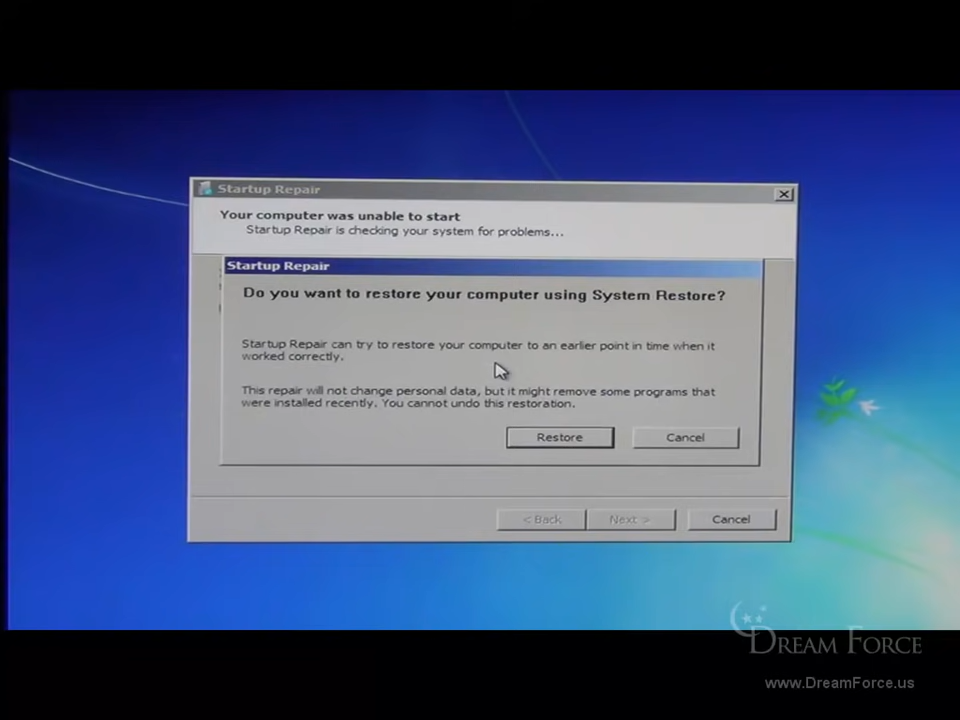 Startup Repair
Your computer was unable to start
Startup Repair is checking your system for problems...
Startup Repair
Do you want to restore your computer using System Restore?
Startup Repair can try to restore your computer to an earlier point in time when it
worked correctly.
This repair will not change personal data, but it might remove some programs that
were installed recently. You cannot undo this restoration.
Restore
Cancel
< Back
Next >
Cancel
DREAM FORCE
www.DreamForce.us